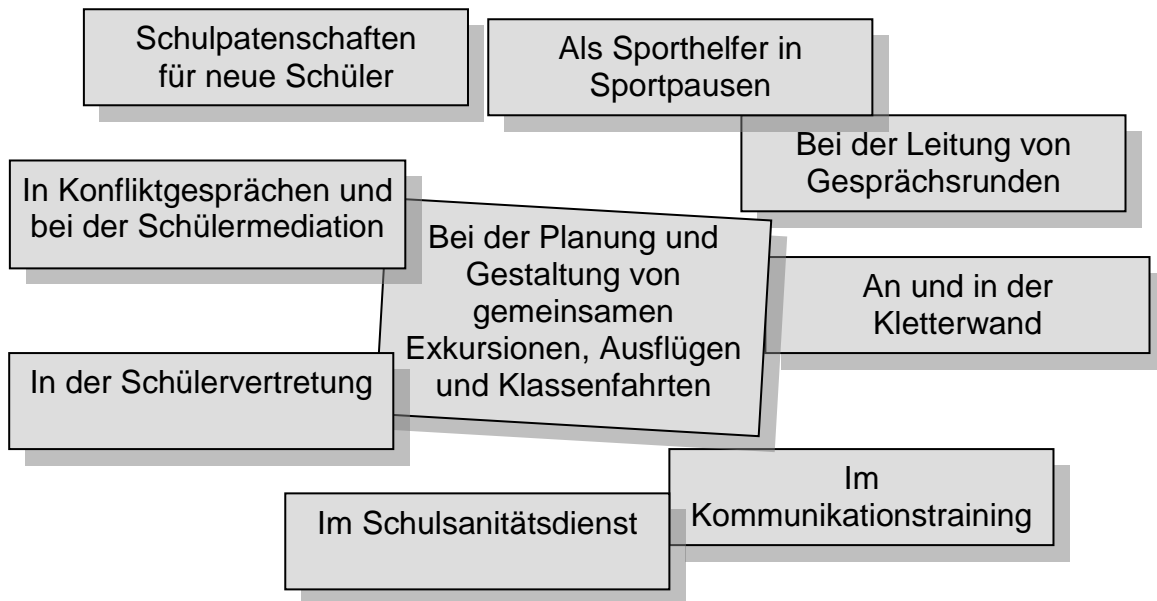 Schulpatenschaften
für neue Schüler
Als Sporthelfer in
Sportpausen
Bei der Leitung von
Gesprächsrunden
In Konfliktgesprächen und
bei der Schülermediation
Bei der Planung und
Gestaltung von
gemeinsamen
Exkursionen, Ausflügen
und Klassenfahrten
An und in der
Kletterwand
In der Schülervertretung
Im
Kommunikationstraining
Im Schulsanitätsdienst